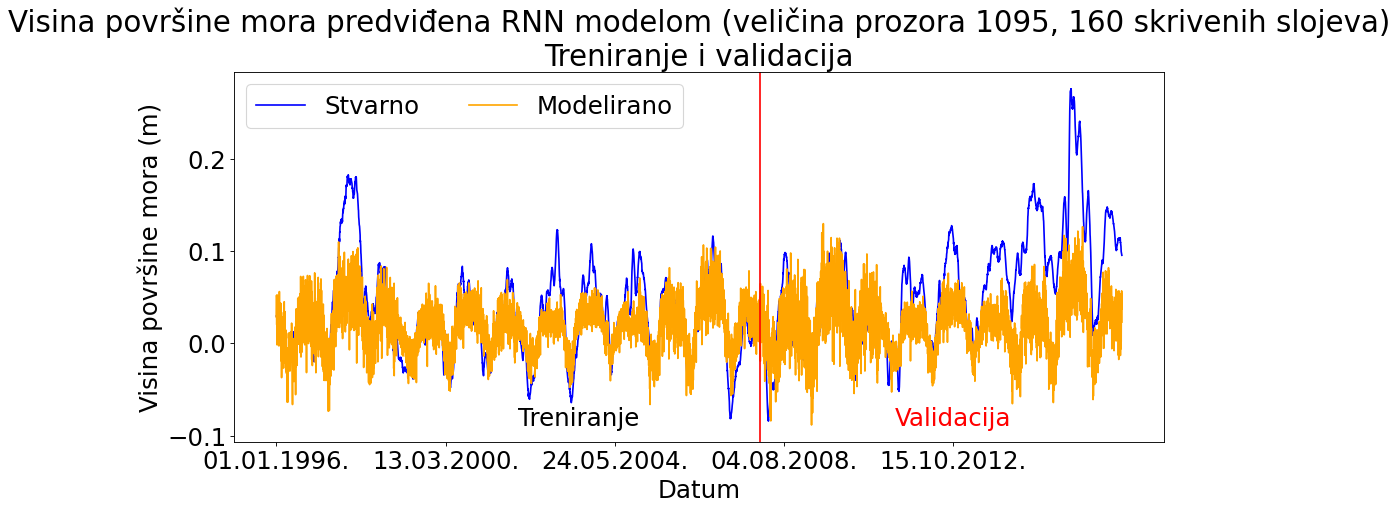 Visina površine mora predviđena RNN modelom (veličina prozora 1095, 160 skrivenih slojeva)
Treniranje i validacija
Stvarno
Modelirano
Visina površine mora (m)
0.2
0.1
0.0
−0.1
Treniranje
Validacija
01.01.1996.
13.03.2000.
24.05.2004.
04.08.2008.
15.10.2012.
Datum